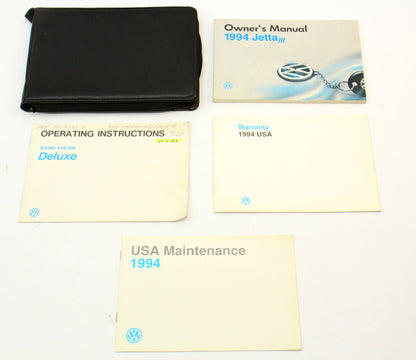 Owner's Manual
1994 Jetta III
OPERATING INSTRUCTIONS
SOUND SYSTEM
Deluxe
Warranty
1994 USA
USA Maintenance
1994